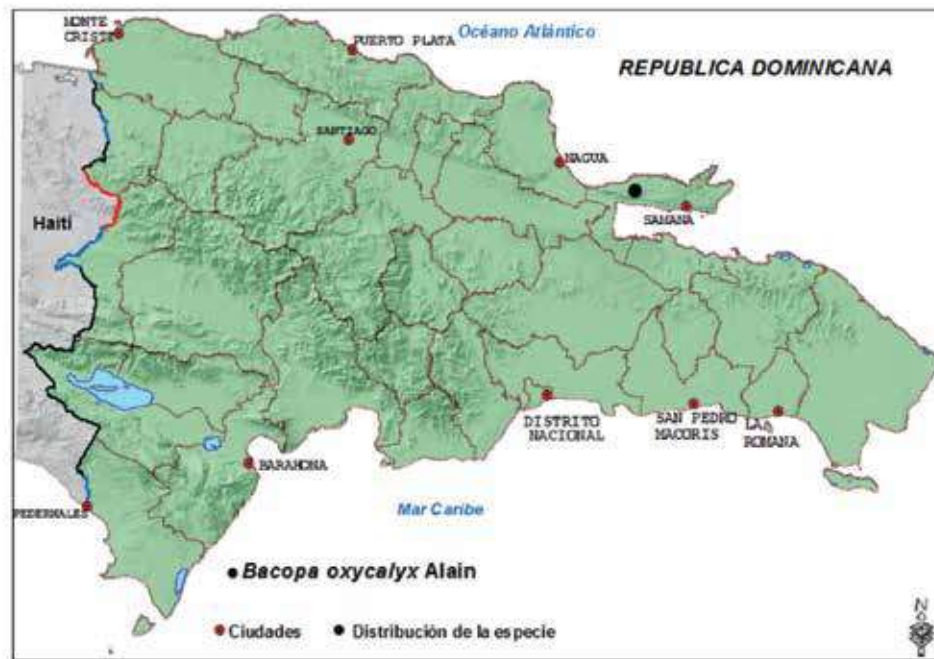 MONTE
CRISTI
PUERTO PLATA
Océano Atlántico
REPUBLICA DOMINICANA
SANTIAGO
NAGUA
SAMANA
Haiti
DISTRITO
NACIONAL
SAN PEDRO
MACORIS
LA
ROMANA
BARAHONA
PEDERNALES
Mar Caribe
Bacopa oxycalyx Alain
Ciudades
Distribución de la especie
N